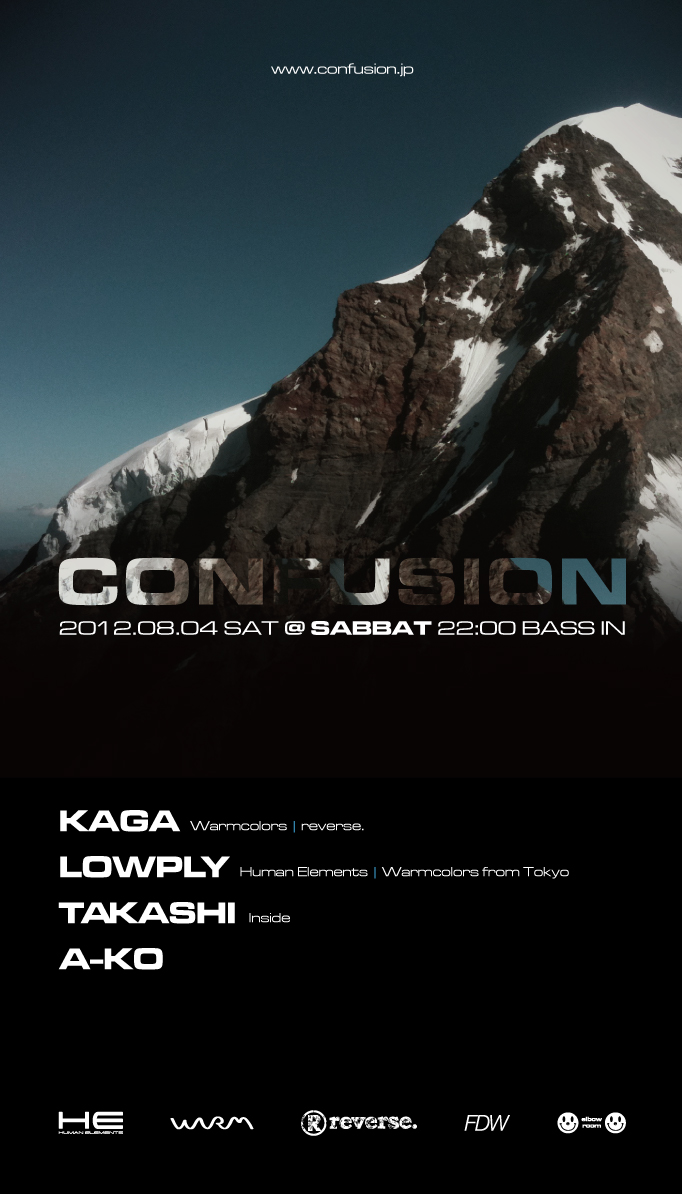 www.confusion.jp
CONFUSION
2012.08.04 SAT @ SABBAT 22:00 BASS IN
KAGA Warmcolors | reverse.
LOWPLY Human Elements | Warmcolors from Tokyo
TAKASHI Inside
A-KO
HE
HUMAN ELEMENTS
WARM
R reverse.
FDW
elbow
room